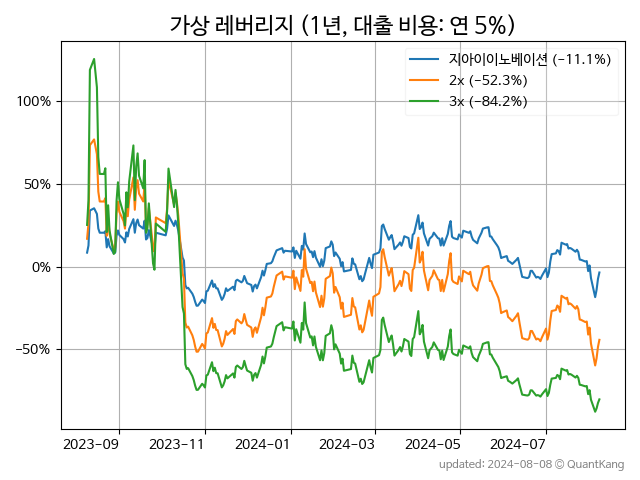 가상 레버리지 (1년, 대출 비용: 연 5%)
지아이이노베이션 (-11.1%)
2x (-52.3%)
3x (-84.2%)
100%
50%
0%
-50%
2023-09 2023-11 2024-01 2024-03 2024-05 2024-07
updated: 2024-08-08 © QuantKang